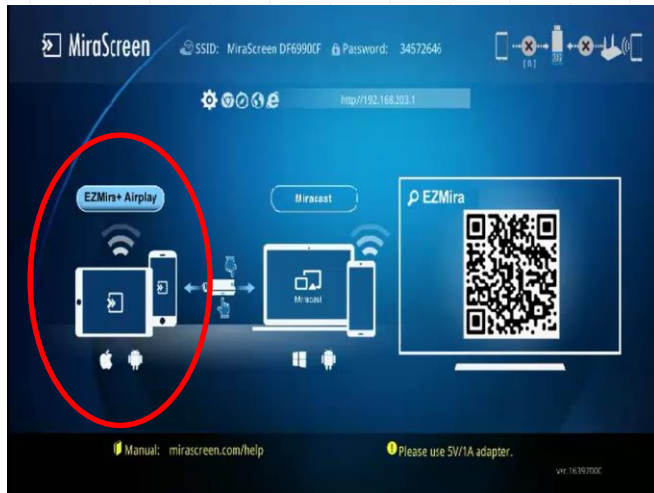 MiraScreen
SSID: MiraScreen DF69900F Password: 34572646
http://192.168.203.1
EZMira+ Airplay
Miracast
EZMira
Miracast
Manual: mirascreen.com/help
Please use 5V/1A adapter.